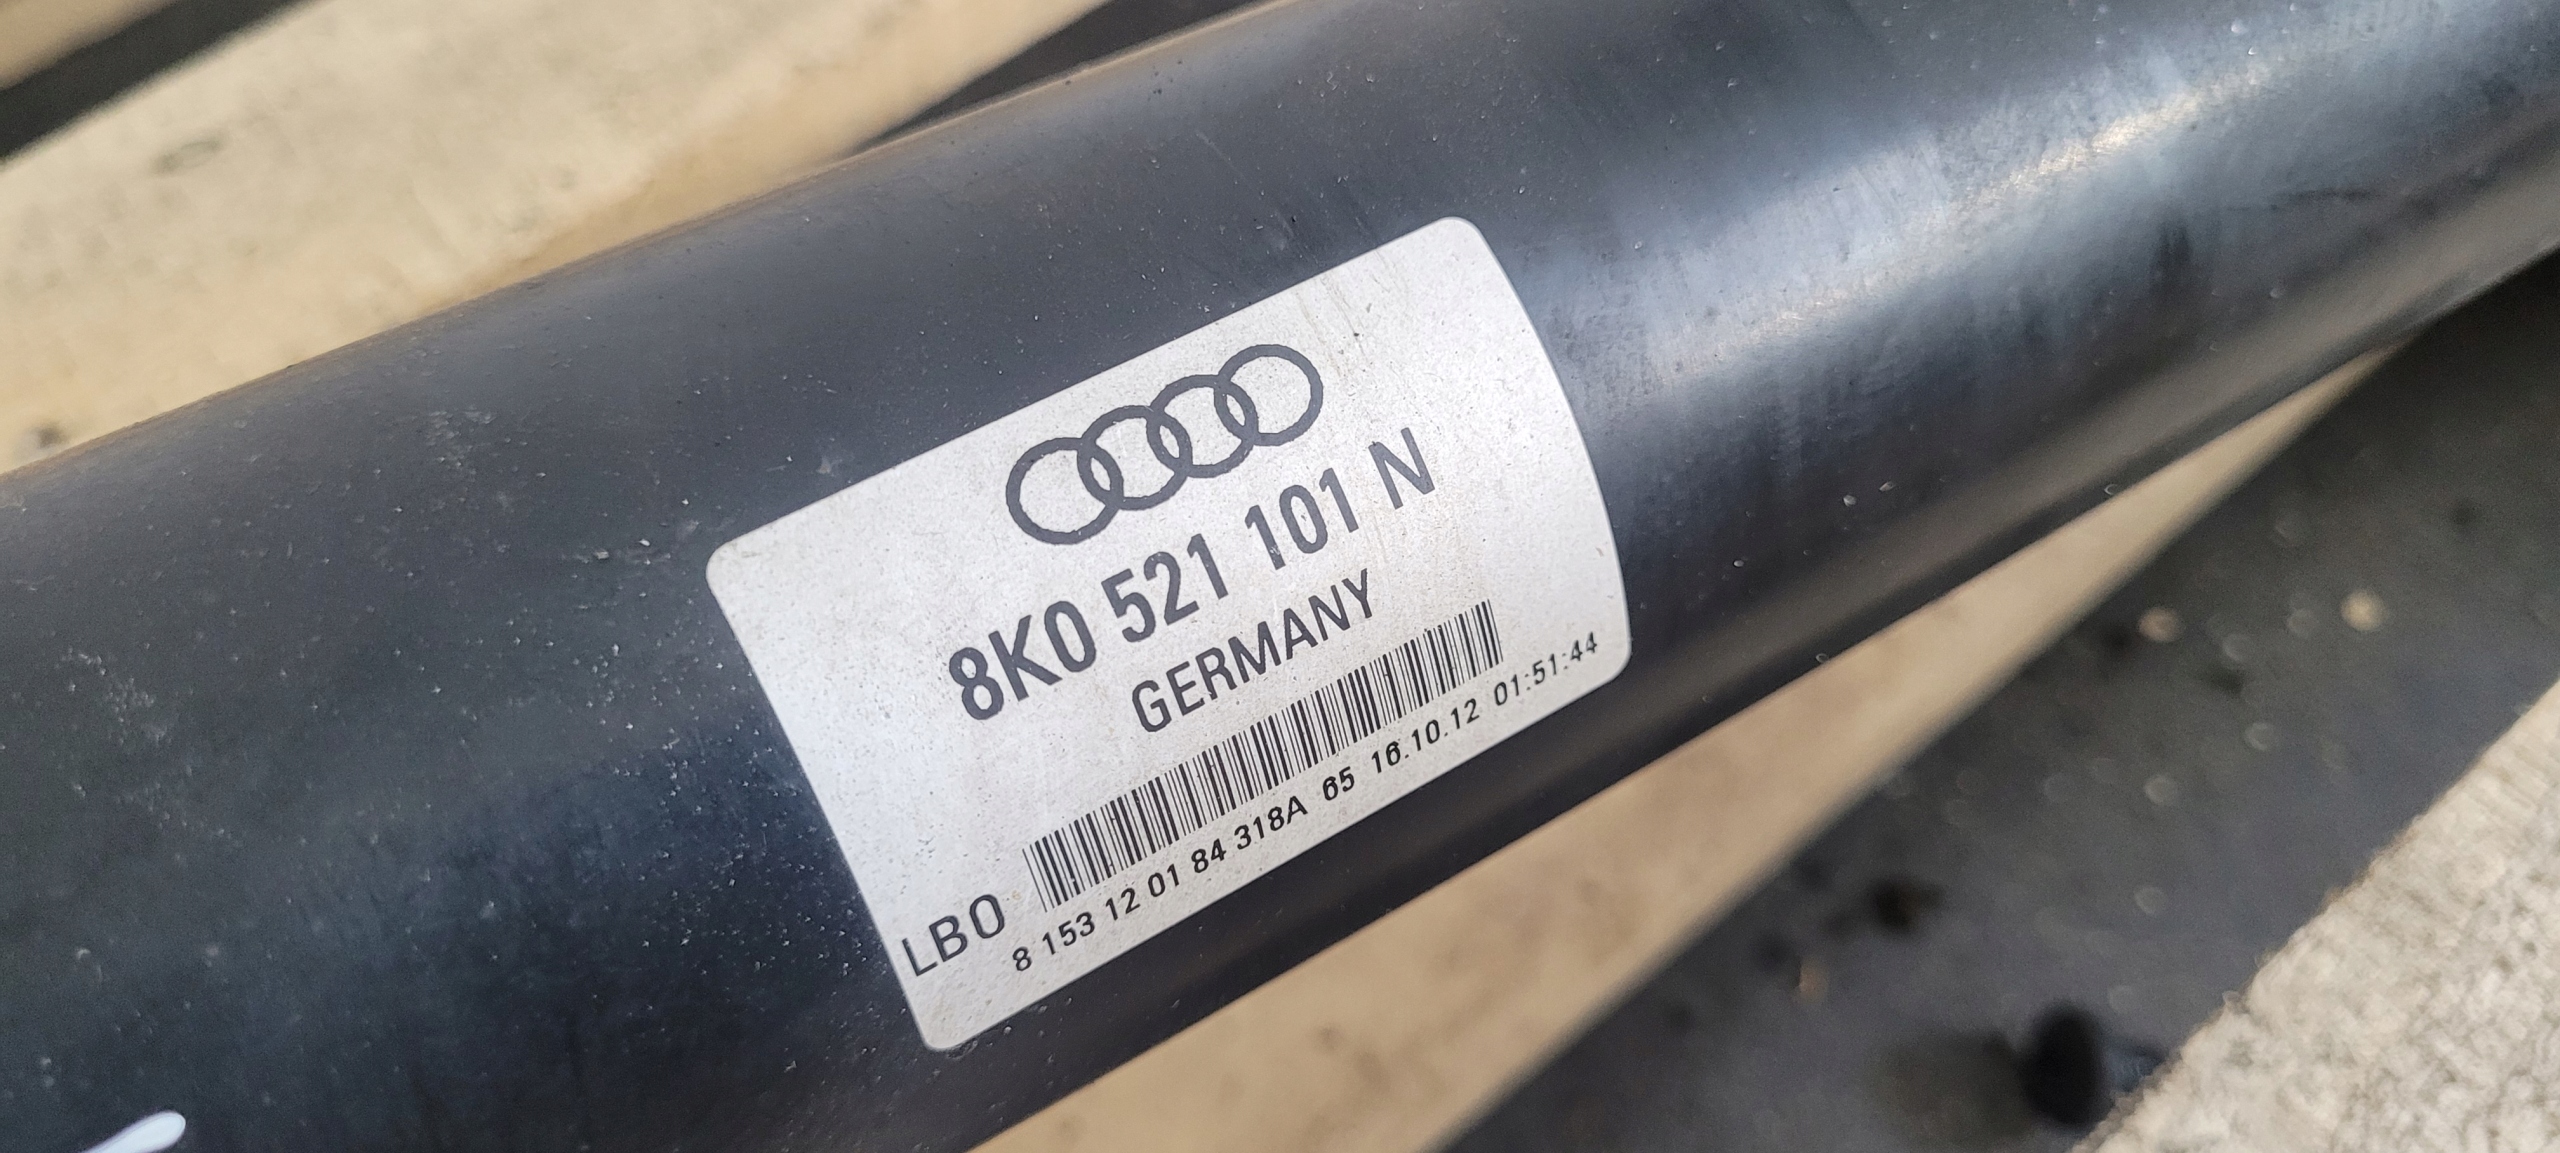 8K0 521 101 N
GERMANY
LBO
8 153 12 01 84 318A 65 16.10.12 01:51:44